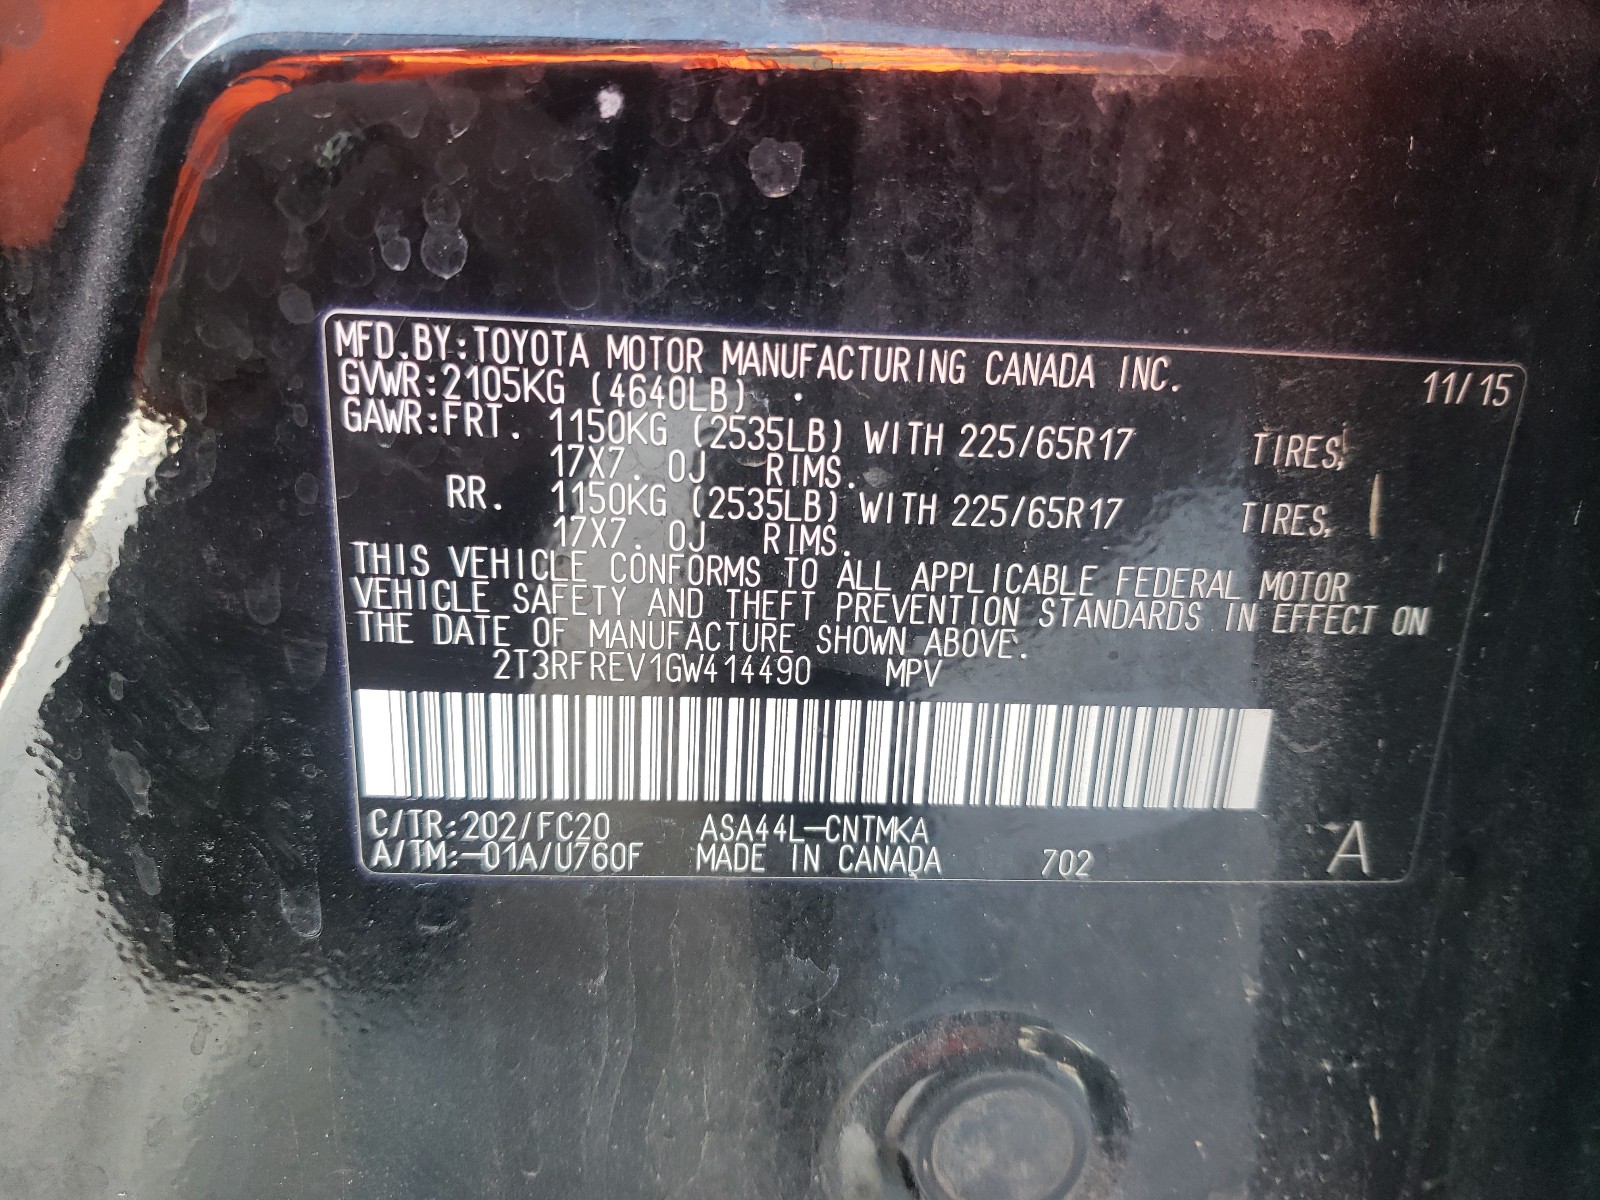 MFD.BY:TOYOTA MOTOR MANUFACTURING CANADA INC. 11/15
GVWR:2105KG (4640LB)
GAWR:FRT. 1150KG (2535LB) WITH 225/65R17 TIRES,
17X7.0J RIMS.
RR. 1150KG (2535LB) WITH 225/65R17 TIRES,
17X7.0J RIMS.
THIS VEHICLE CONFORMS TO ALL APPLICABLE FEDERAL MOTOR
VEHICLE SAFETY AND THEFT PREVENTION STANDARDS IN EFFECT ON
THE DATE OF MANUFACTURE SHOWN ABOVE.
2T3RFREV1GW414490 MPV
C/TR:202/FC20 ASA44L-CNTMKA
A/TM:-01A/U760F MADE IN CANADA 702 A